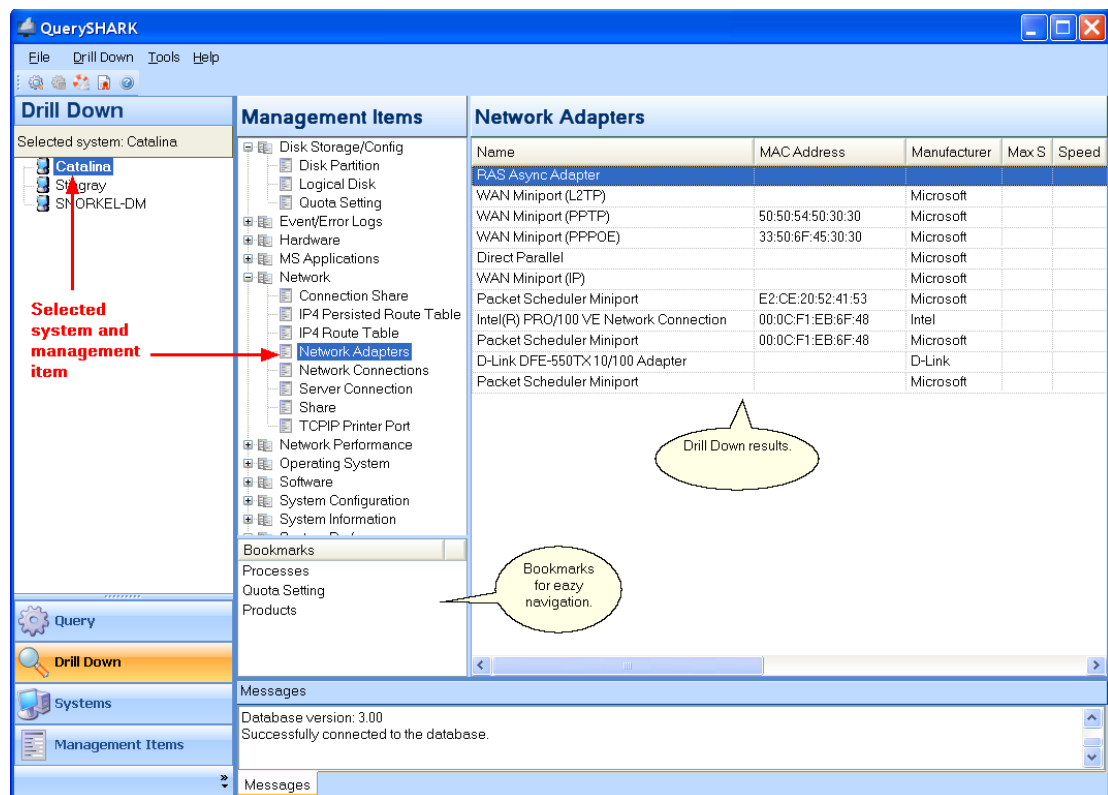 QuerySHARK
File Drill Down Tools Help
Drill Down
Selected system: Catalina
Catalina
Stingray
SNORKEL-DM
Selected
system and
management
item
Query
Drill Down
Systems
Management Items
Management Items
Disk Storage/Config
Disk Partition
Logical Disk
Quota Setting
Event/Error Logs
Hardware
MS Applications
Network
Connection Share
IP4 Persisted Route Table
IP4 Route Table
Network Adapters
Network Connections
Server Connection
Share
TCPIP Printer Port
Network Performance
Operating System
Software
System Configuration
System Information
Bookmarks
Processes
Quota Setting
Products
Network Adapters
Name MAC Address Manufacturer Max S Speed
RAS Async Adapter
WAN Miniport (L2TP) Microsoft
WAN Miniport (PPTP) 50:50:54:50:30:30 Microsoft
WAN Miniport (PPPOE) 33:50:6F:45:30:30 Microsoft
Direct Parallel Microsoft
WAN Miniport (IP) Microsoft
Packet Scheduler Miniport E2:CE:20:52:41:53 Microsoft
Intel(R) PRO/100 VE Network Connection 00:0C:F1:EB:6F:48 Intel
Packet Scheduler Miniport 00:0C:F1:EB:6F:48 Microsoft
D-Link DFE-550TX 10/100 Adapter D-Link
Packet Scheduler Miniport Microsoft
Drill Down results.
Bookmarks
for eazy
navigation.
Messages
Database version: 3.00
Successfully connected to the database.
Messages